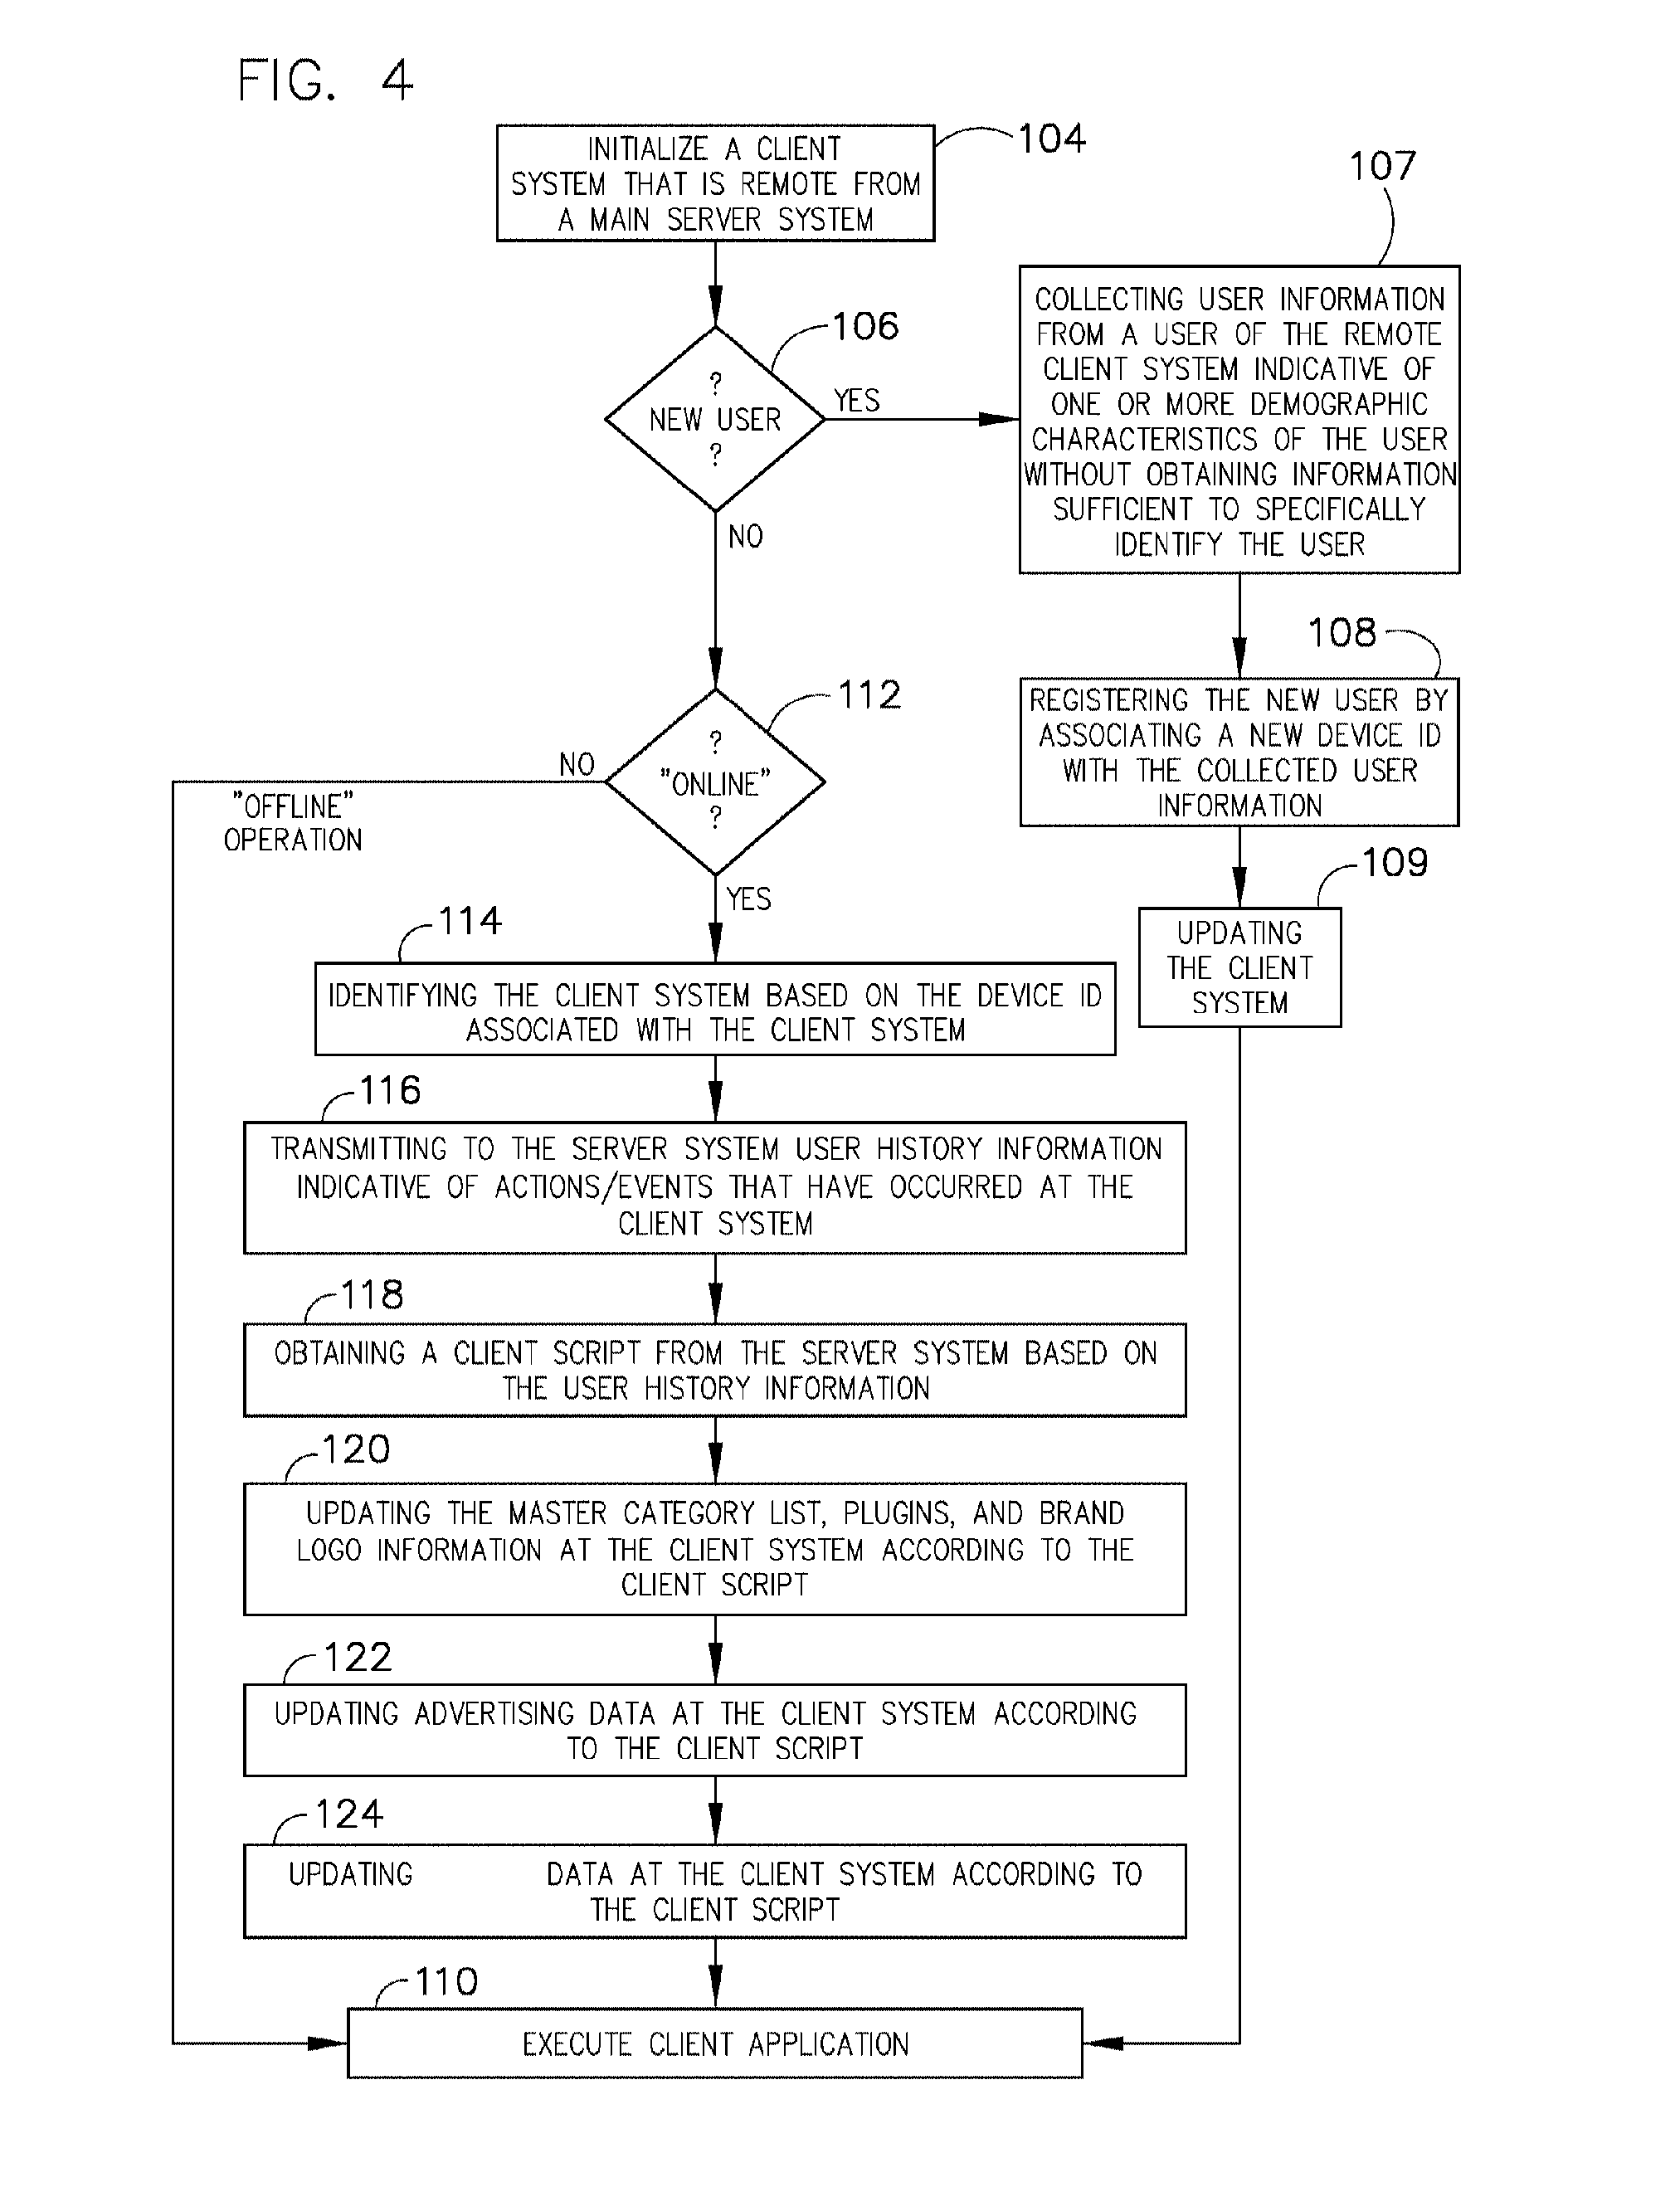 FIG. 4
INITIALIZE A CLIENT
SYSTEM THAT IS REMOTE FROM
A MAIN SERVER SYSTEM
104
?
NEW USER
?
106
YES
NO
107
COLLECTING USER INFORMATION
FROM A USER OF THE REMOTE
CLIENT SYSTEM INDICATIVE OF
ONE OR MORE DEMOGRAPHIC
CHARACTERISTICS OF THE USER
WITHOUT OBTAINING INFORMATION
SUFFICIENT TO SPECIFICALLY
IDENTIFY THE USER
108
REGISTERING THE NEW USER BY
ASSOCIATING A NEW DEVICE ID
WITH THE COLLECTED USER
INFORMATION
109
UPDATING
THE CLIENT
SYSTEM
112
?
"ONLINE"
?
NO
"OFFLINE"
OPERATION
YES
114
IDENTIFYING THE CLIENT SYSTEM BASED ON THE DEVICE ID
ASSOCIATED WITH THE CLIENT SYSTEM
116
TRANSMITTING TO THE SERVER SYSTEM USER HISTORY INFORMATION
INDICATIVE OF ACTIONS/EVENTS THAT HAVE OCCURRED AT THE
CLIENT SYSTEM
118
OBTAINING A CLIENT SCRIPT FROM THE SERVER SYSTEM BASED ON
THE USER HISTORY INFORMATION
120
UPDATING THE MASTER CATEGORY LIST, PLUGINS, AND BRAND
LOGO INFORMATION AT THE CLIENT SYSTEM ACCORDING TO THE
CLIENT SCRIPT
122
UPDATING ADVERTISING DATA AT THE CLIENT SYSTEM ACCORDING
TO THE CLIENT SCRIPT
124
UPDATING DATA AT THE CLIENT SYSTEM ACCORDING TO
THE CLIENT SCRIPT
110
EXECUTE CLIENT APPLICATION